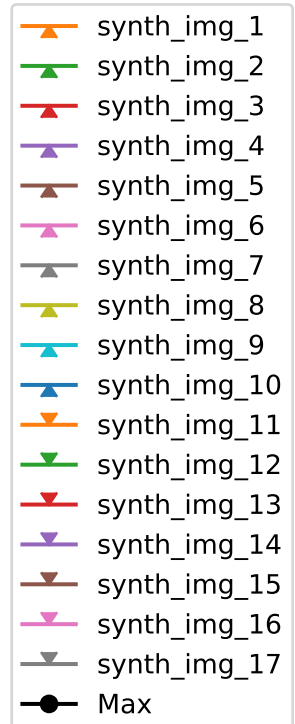 synth_img_1
synth_img_2
synth_img_3
synth_img_4
synth_img_5
synth_img_6
synth_img_7
synth_img_8
synth_img_9
synth_img_10
synth_img_11
synth_img_12
synth_img_13
synth_img_14
synth_img_15
synth_img_16
synth_img_17
Max